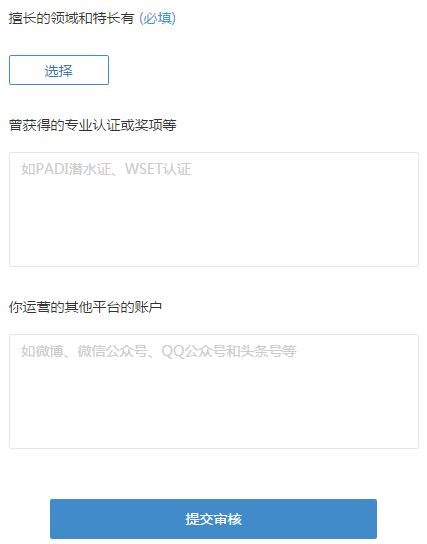 擅长的领域和特长有 (必填)
选择
曾获得的专业认证或奖项等
如PADI潜水证、WSET认证
你运营的其他平台的账户
如微博、微信公众号、QQ公众号和头条号等
提交审核